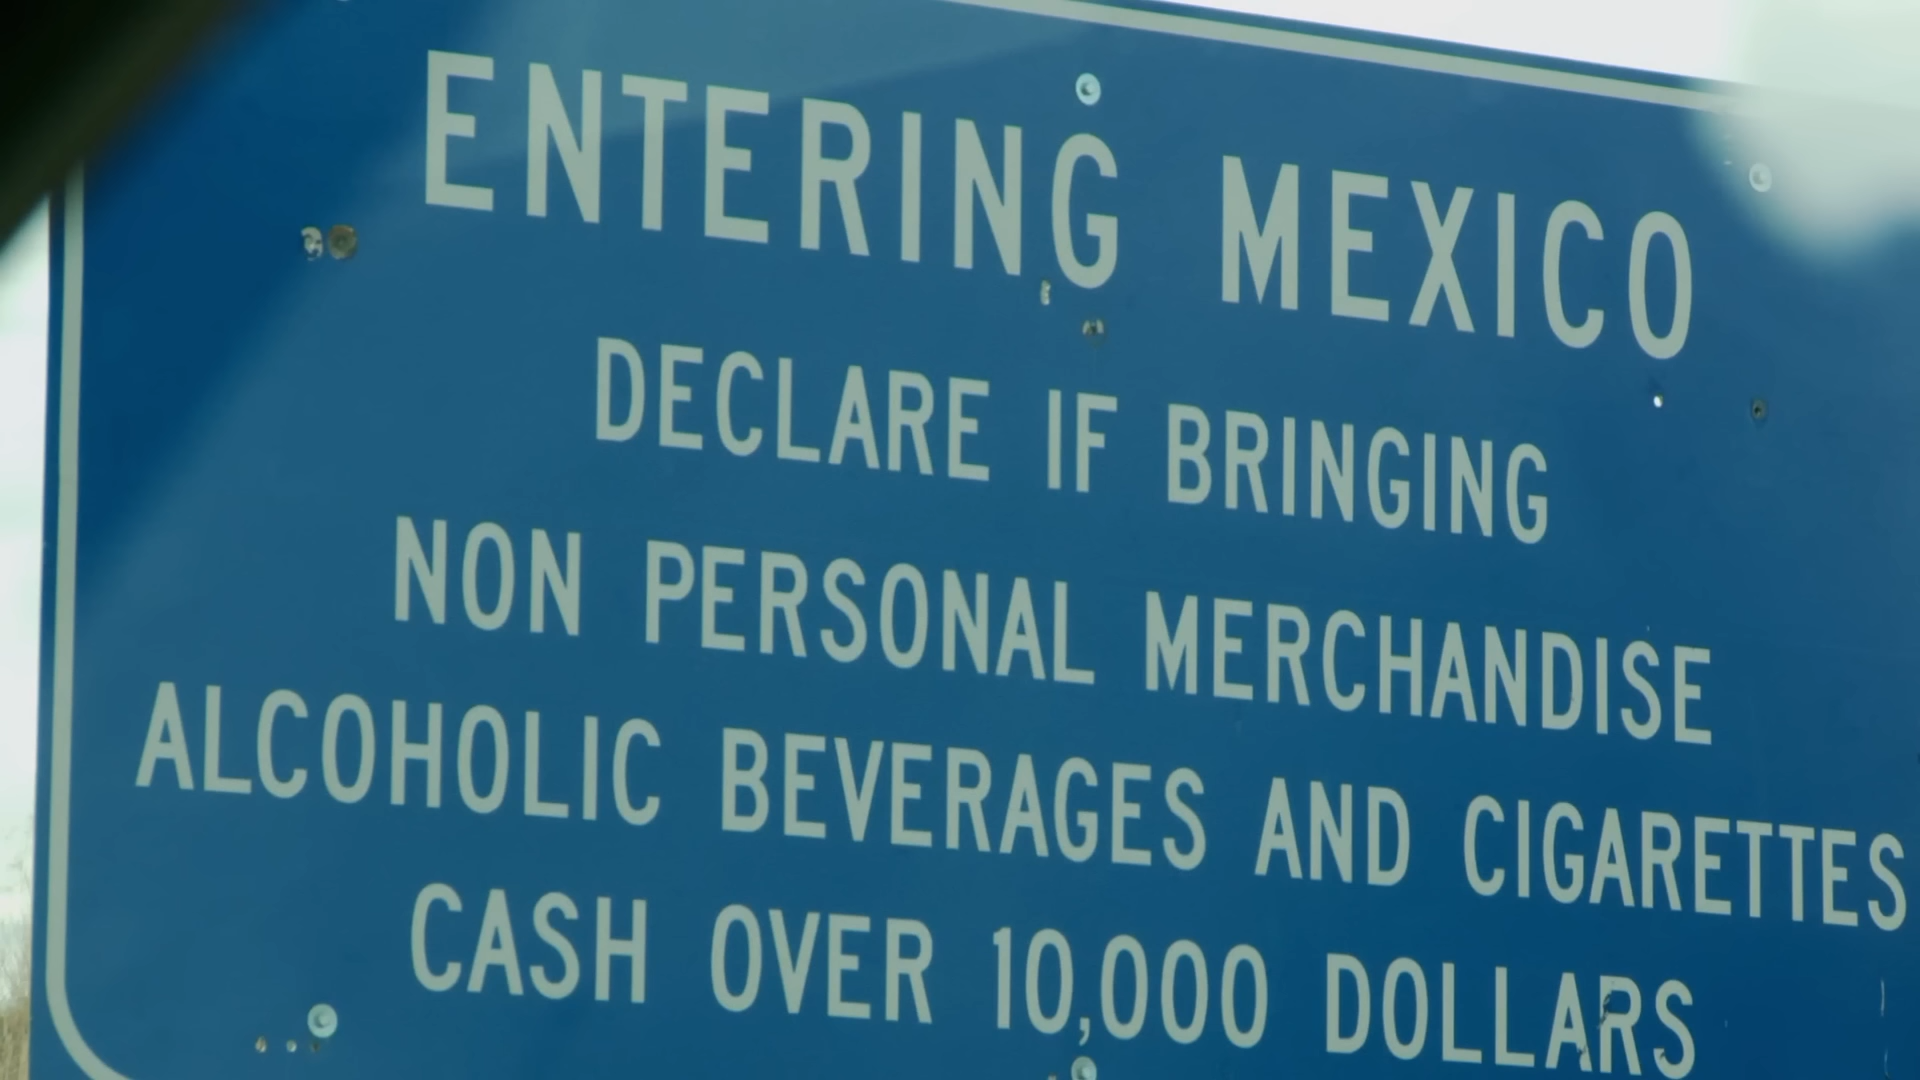 ENTERING MEXICO
DECLARE IF BRINGING
NON PERSONAL MERCHANDISE
ALCOHOLIC BEVERAGES AND CIGARETTES
CASH OVER 10,000 DOLLARS